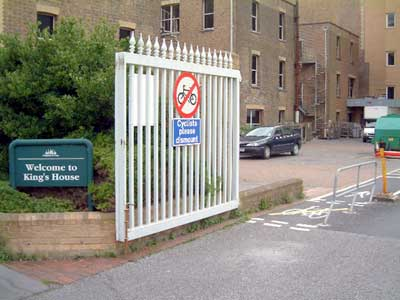 Welcome to
King's House
Cyclists
please
dismount